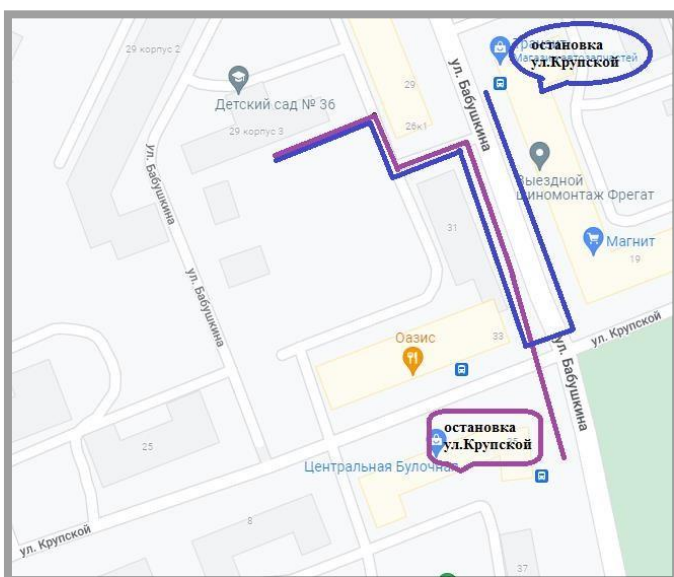 29 корпус 2
Детский сад № 36
29 корпус 3
29
26к1
ул. Бабушкина
остановка
ул.Крупской
Магазин автозапчастей
Выездной
шиномонтаж Фрегат
Магнит
19
ул. Крупской
ул. Бабушкина
ул. Бабушкина
31
Оазис
33
ул. Бабушкина
остановка
ул.Крупской
Центральная Булочная
25
8
ул. Крупской
37